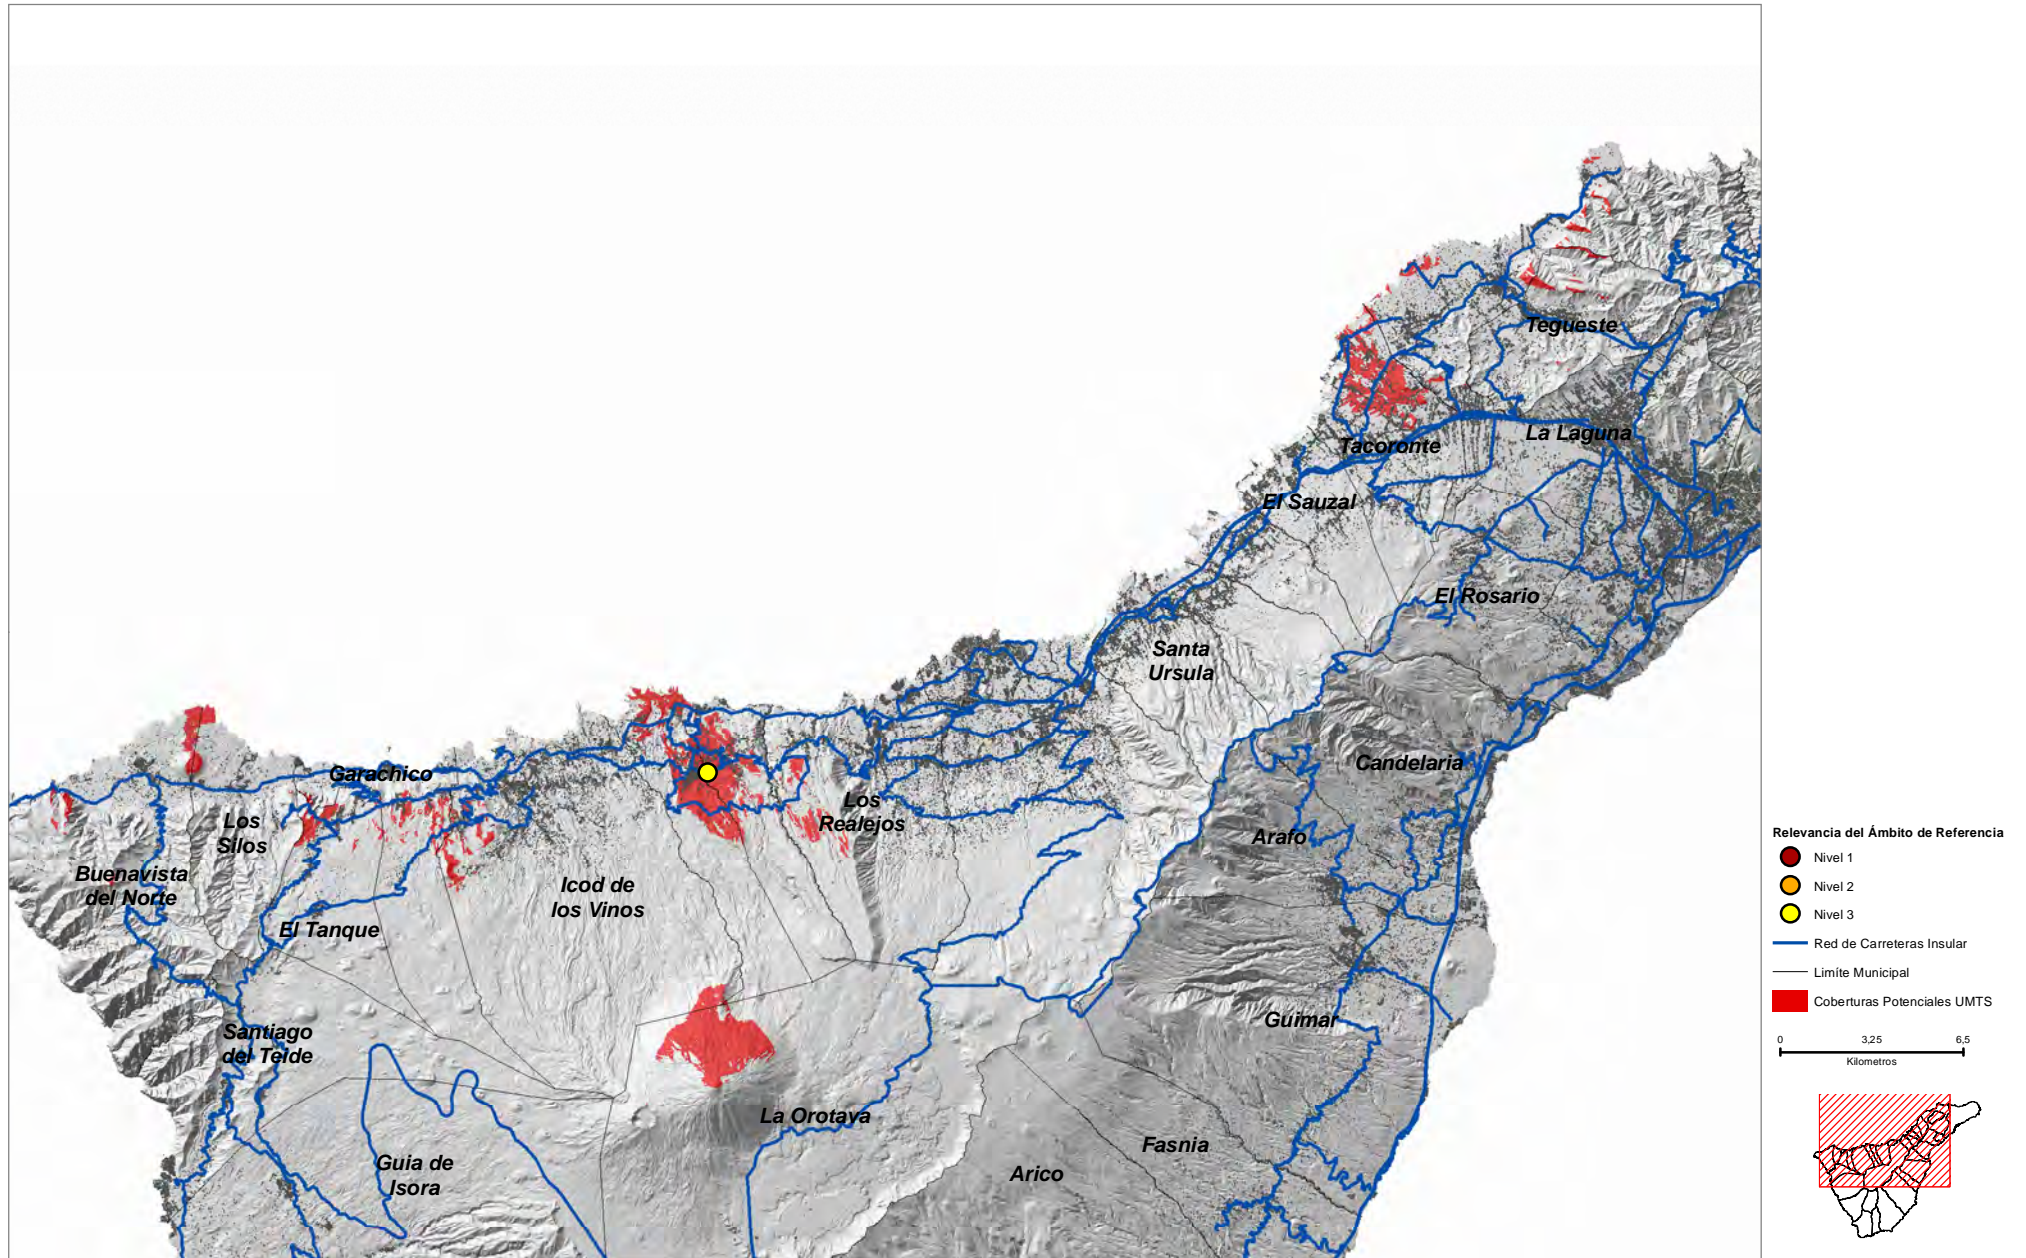 Tegueste
La Laguna
Tacoronte
El Sauzal
El Rosario
Santa
Ursula
Candelaria
Garachico
Los
Silos
Los
Realejos
Arafo
Buenavista
del Norte
Icod de
los Vinos
El Tanque
Santiago
del Teide
Guimar
La Orotava
Fasnia
Guia de
Isora
Arico
Relevancia del Ámbito de Referencia
Nivel 1
Nivel 2
Nivel 3
Red de Carreteras Insular
Limíte Municipal
Coberturas Potenciales UMTS
0 3,25 6,5
Kilometros